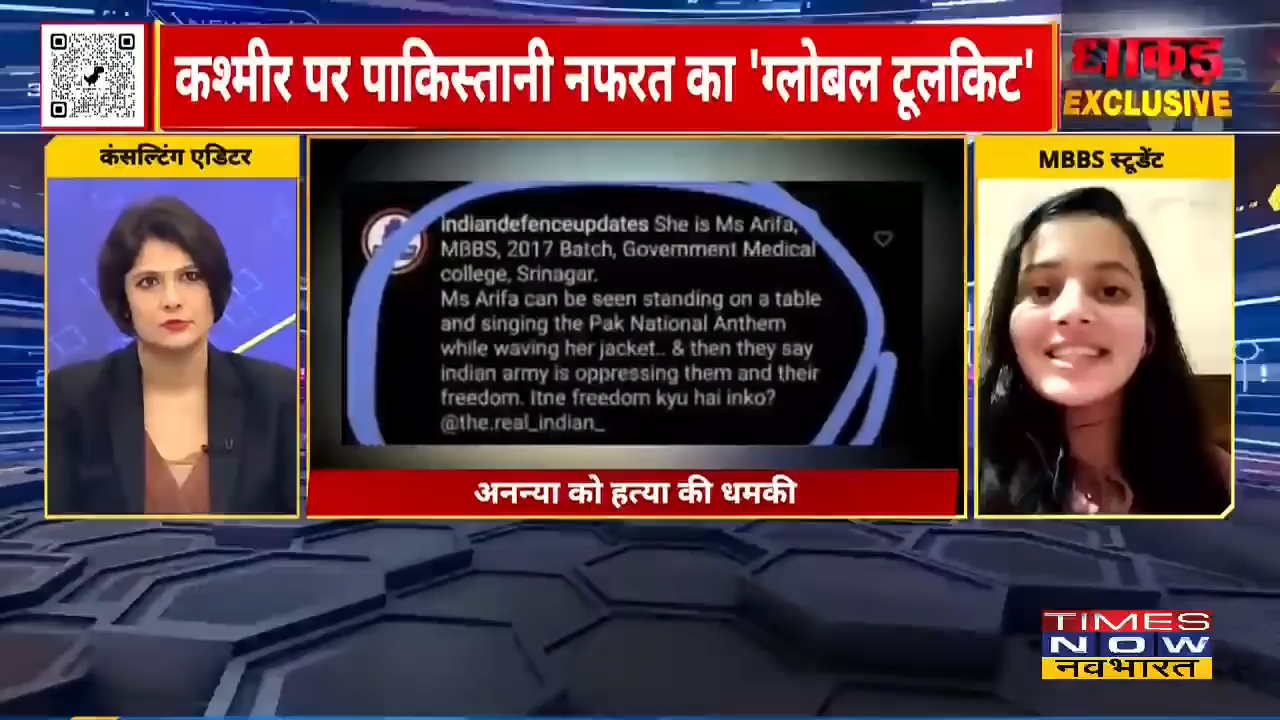 कश्मीर पर पाकिस्तानी नफरत का 'ग्लोबल टूलकिट'
धाकड़
EXCLUSIVE
कंसल्टिंग एडिटर
indiandefenceupdates She is Ms Arifa,
MBBS, 2017 Batch, Government Medical
college, Srinagar.
Ms Arifa can be seen standing on a table
and singing the Pak National Anthem
while waving her jacket.. & then they say
indian army is oppressing them and their
freedom. Itne freedom kyu hai inko?
@the.real_indian_
MBBS स्टूडेंट
अनन्या को हत्या की धमकी
TIMES
NOW
नवभारत